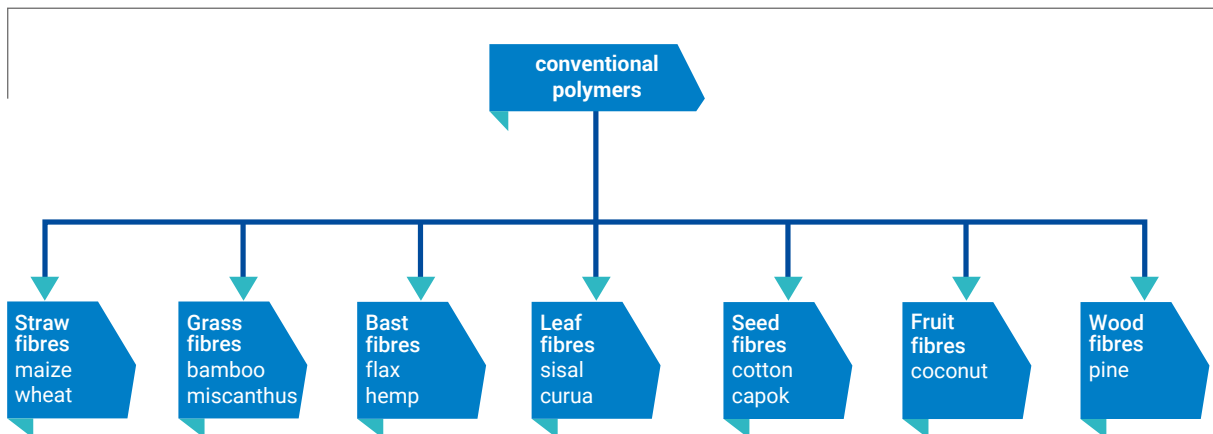 conventional
polymers
Straw
fibres
maize
wheat
Grass
fibres
bamboo
miscanthus
Bast
fibres
flax
hemp
Leaf
fibres
sisal
curua
Seed
fibres
cotton
capok
Fruit
fibres
coconut
Wood
fibres
pine